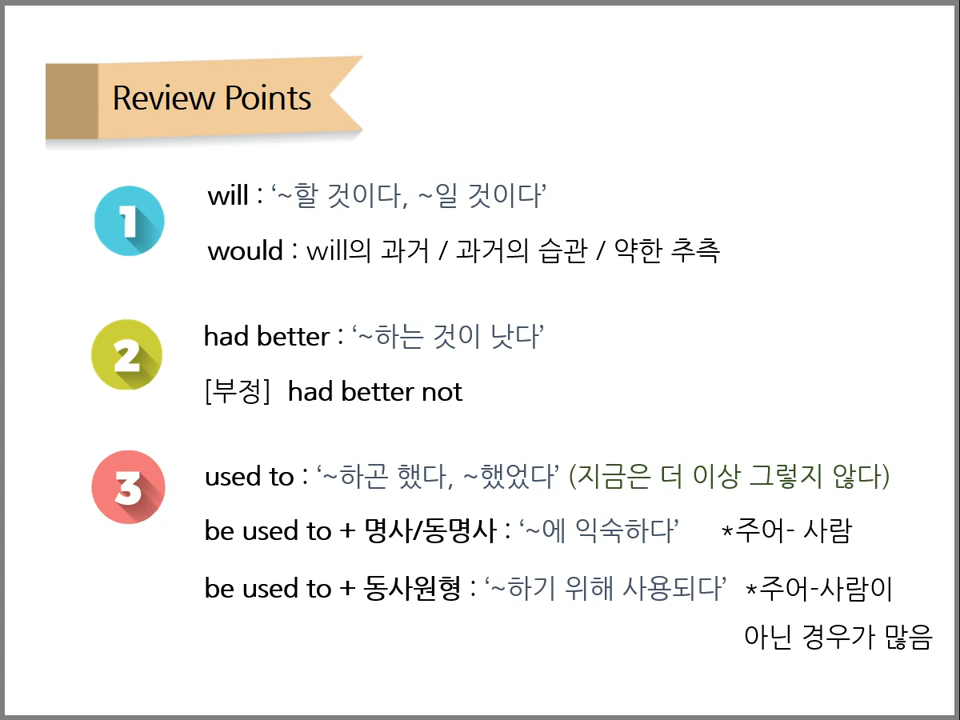 Review Points
1
will : ‘~할 것이다, ~일 것이다’
would : will의 과거 / 과거의 습관 / 약한 추측
2
had better : ‘~하는 것이 낫다’
[부정] had better not
3
used to : ‘~하곤 했다, ~했었다’ (지금은 더 이상 그렇지 않다)
be used to + 명사/동명사 : ‘~에 익숙하다’ *주어- 사람
be used to + 동사원형 : ‘~하기 위해 사용되다’ *주어-사람이
아닌 경우가 많음